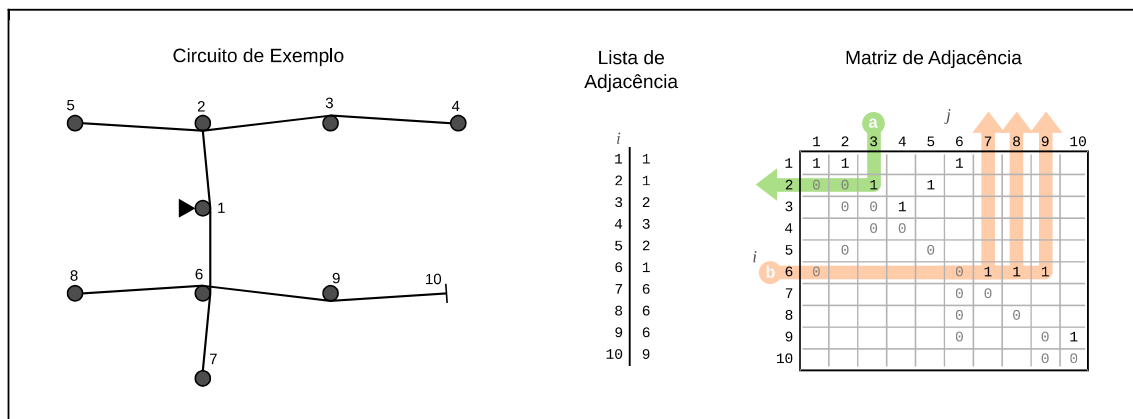 Circuito de Exemplo
5
2
3
4
1
8
6
9
10
7
Lista de
Adjacência
i
1 1
2 1
3 2
4 3
5 2
6 1
7 6
8 6
9 6
10 9
Matriz de Adjacência
a
j
1 2 3 4 5 6 7 8 9 10
1 1 1 1
2 0 0 1 1
3 0 0 1
4 0 0
5 0 0
i
b
6 0 0 1 1 1
7 0 0
8 0 0
9 0 0 1
10 0 0